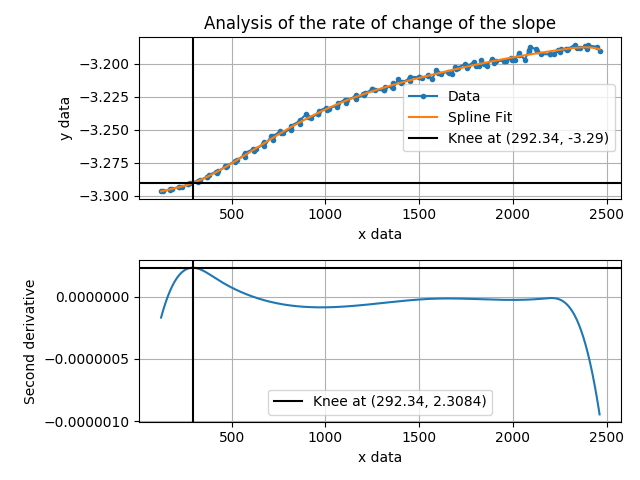 Analysis of the rate of change of the slope
y data
−3.200
−3.225
−3.250
−3.275
−3.300
Data
Spline Fit
Knee at (292.34, -3.29)
500
1000
1500
2000
2500
x data
Second derivative
0.0000000
−0.0000005
−0.0000010
Knee at (292.34, 2.3084)
500
1000
1500
2000
2500
x data